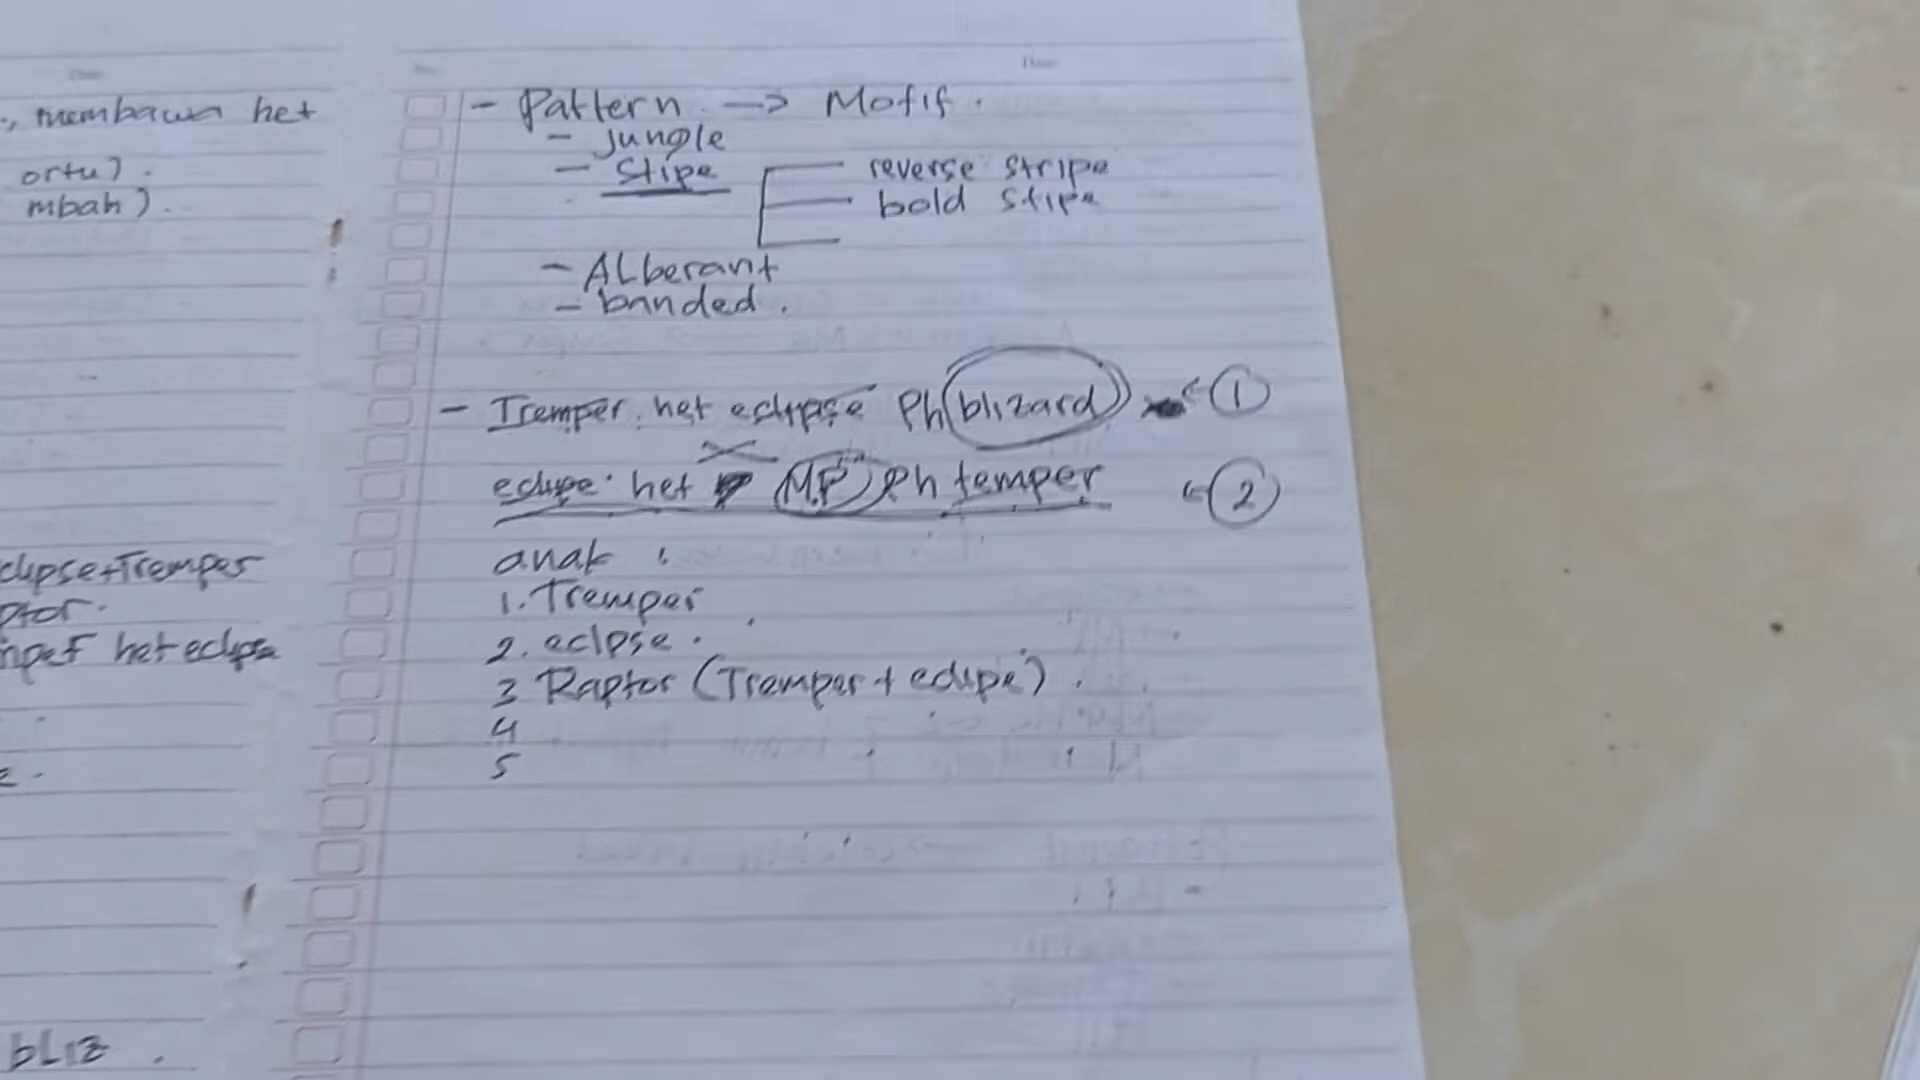 membawa het
ortu).
mbah).
clipse+Tremper
ptor.
het eclipse
bliz.
- Pattern -> Motif.
- jungle
- Stipe
reverse stripe
bold stipe
- ALberant
- banded.
- Tremper het eclipse Ph (blizard) ← 1
X
eclipe het M.P Ph temper ← 2
anak :
1. Tremper
2. eclpse.
3 Raptor (Tremper + eclipe).
4
5